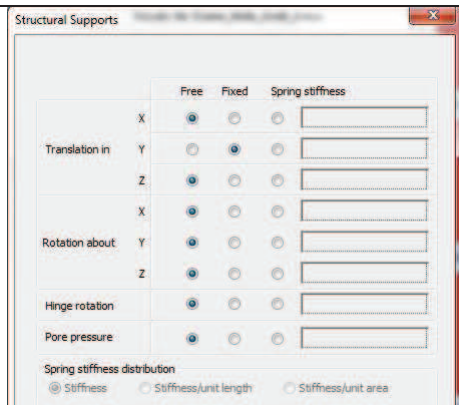 Structural Supports
Free Fixed Spring stiffness
X
Translation in Y
Z
X
Rotation about Y
Z
Hinge rotation
Pore pressure
Spring stiffness distribution
Stiffness Stiffness/unit length Stiffness/unit area